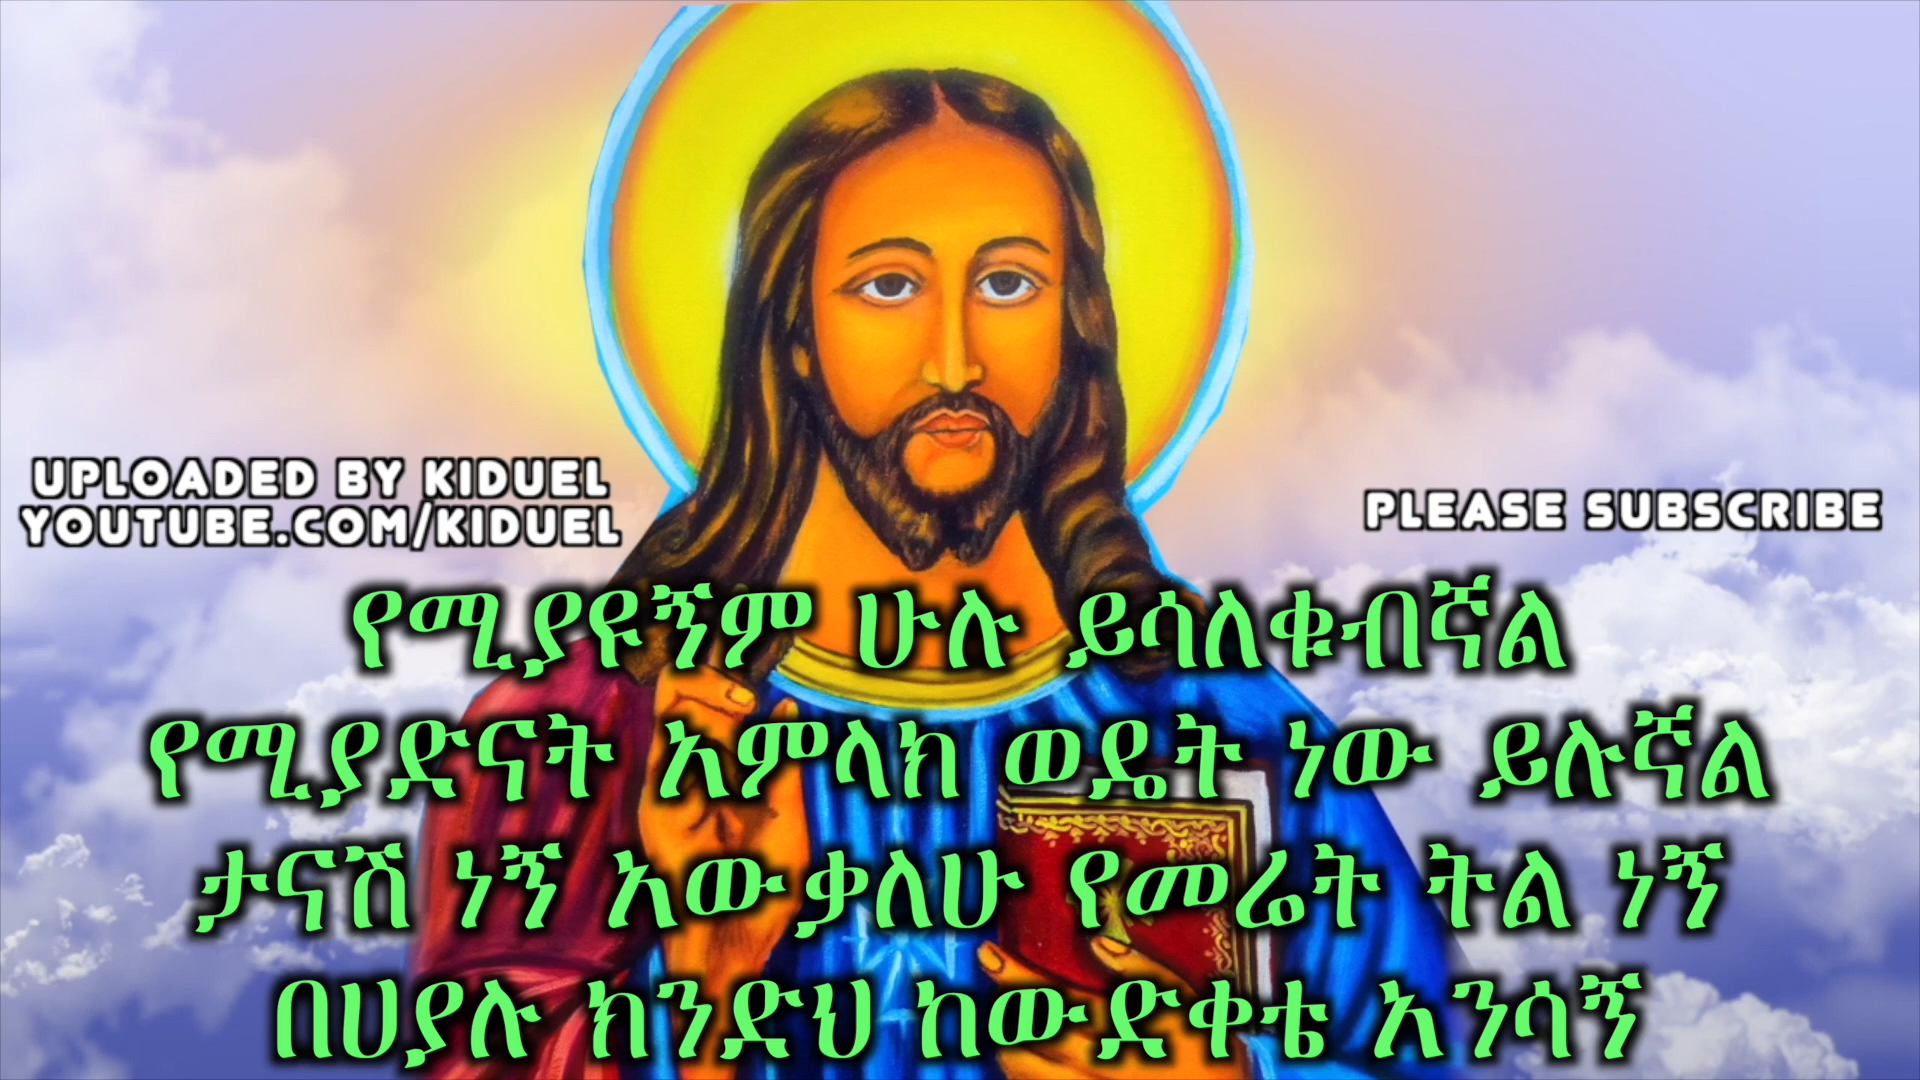 UPLOADED BY KIDUEL
YOUTUBE.COM/KIDUEL
PLEASE SUBSCRIBE
የሚያዩኝም ሁሉ ይሳለቁብኛል
የሚያድናት አምላክ ወዴት ነው ይሉኛል
ታናሽ ነኝ አውቃለሁ የመሬት ትል ነኝ
በሀያሉ ክንድህ ከውድቀቴ አንሳኝ